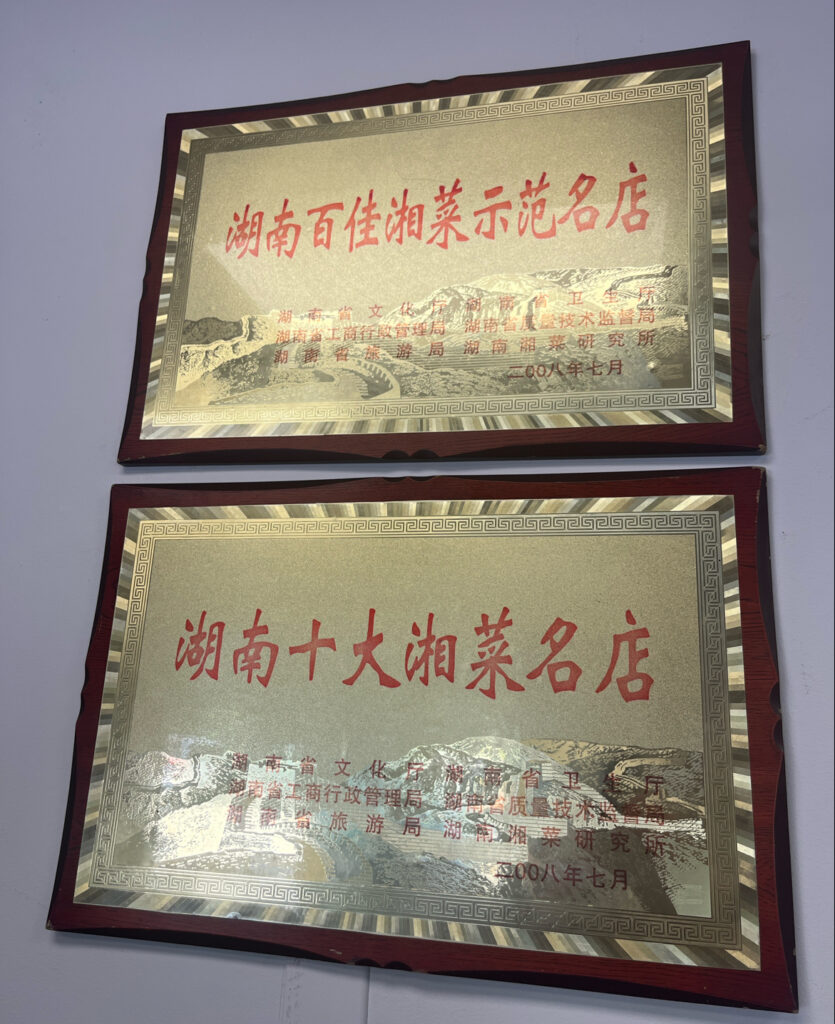 湖南百佳湘菜示范名店
湖南省文化厅 湖南省卫生厅
湖南省工商行政管理局 湖南省质量技术监督局
湖南省旅游局 湖南湘菜研究所
二00八年七月
湖南十大湘菜名店
湖南省文化厅 湖南省卫生厅
湖南省工商行政管理局 湖南省质量技术监督局
湖南省旅游局 湖南湘菜研究所
二00八年七月